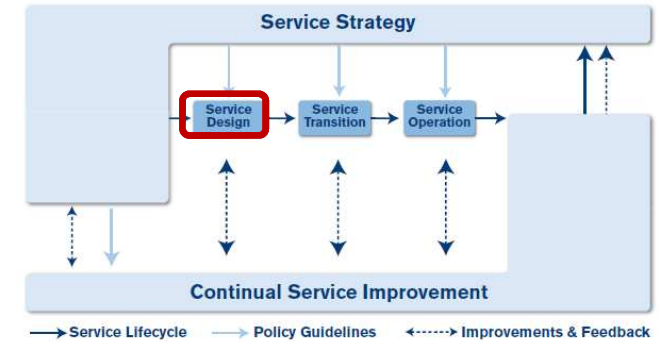 Service Strategy
Service
Design
Service
Transition
Service
Operation
Continual Service Improvement
Service Lifecycle
Policy Guidelines
Improvements & Feedback